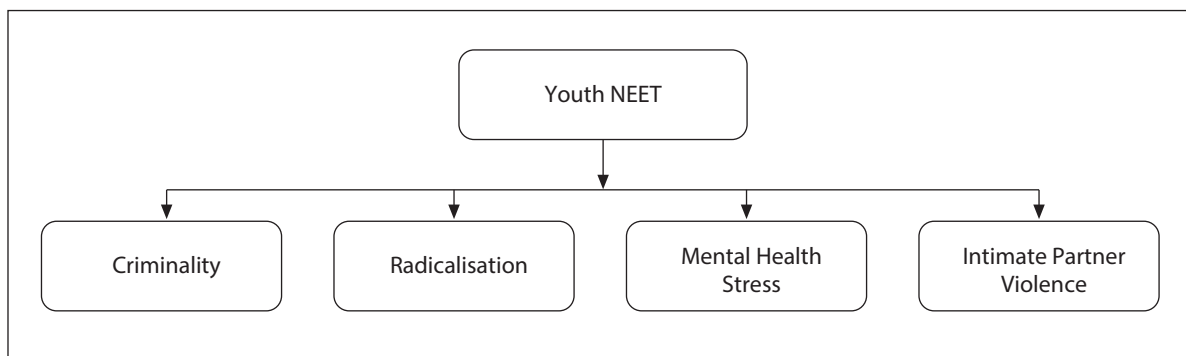 Youth NEET
Criminality
Radicalisation
Mental Health
Stress
Intimate Partner
Violence